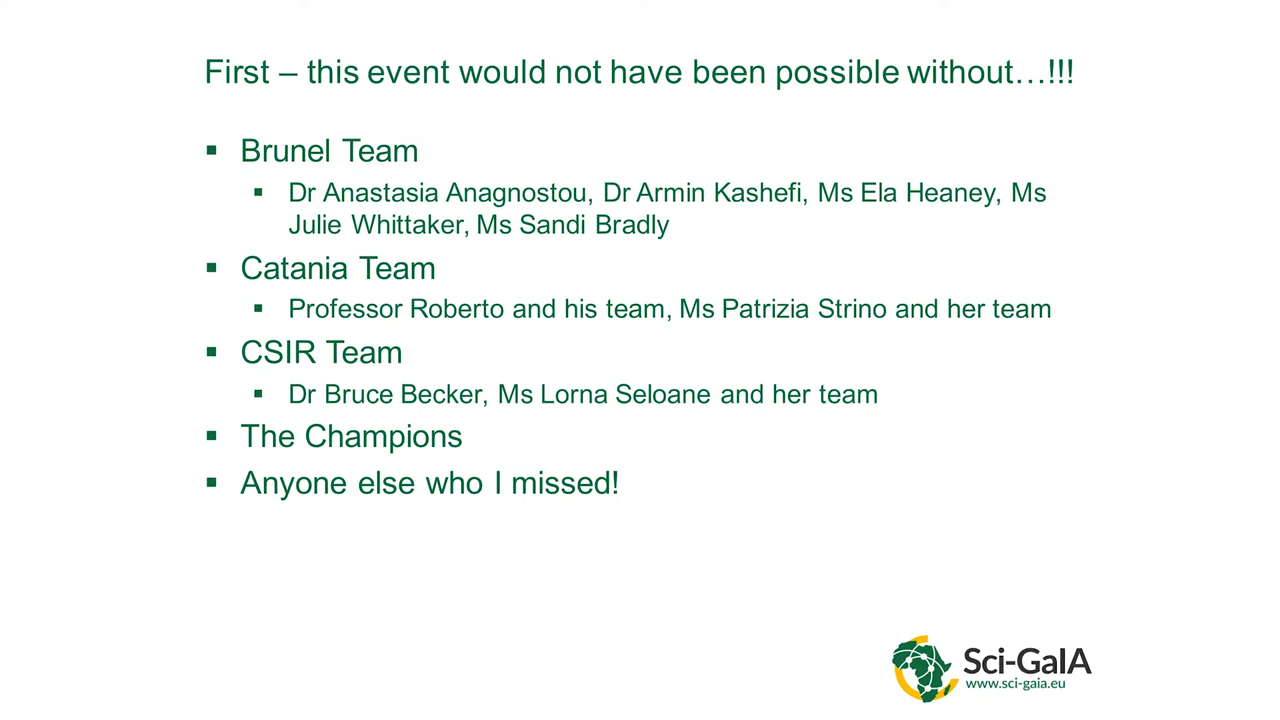 First – this event would not have been possible without…!!!
▪ Brunel Team
▪ Dr Anastasia Anagnostou, Dr Armin Kashefi, Ms Ela Heaney, Ms
Julie Whittaker, Ms Sandi Bradly
▪ Catania Team
▪ Professor Roberto and his team, Ms Patrizia Strino and her team
▪ CSIR Team
▪ Dr Bruce Becker, Ms Lorna Seloane and her team
▪ The Champions
▪ Anyone else who I missed!
Sci-GaIA
www.sci-gaia.eu